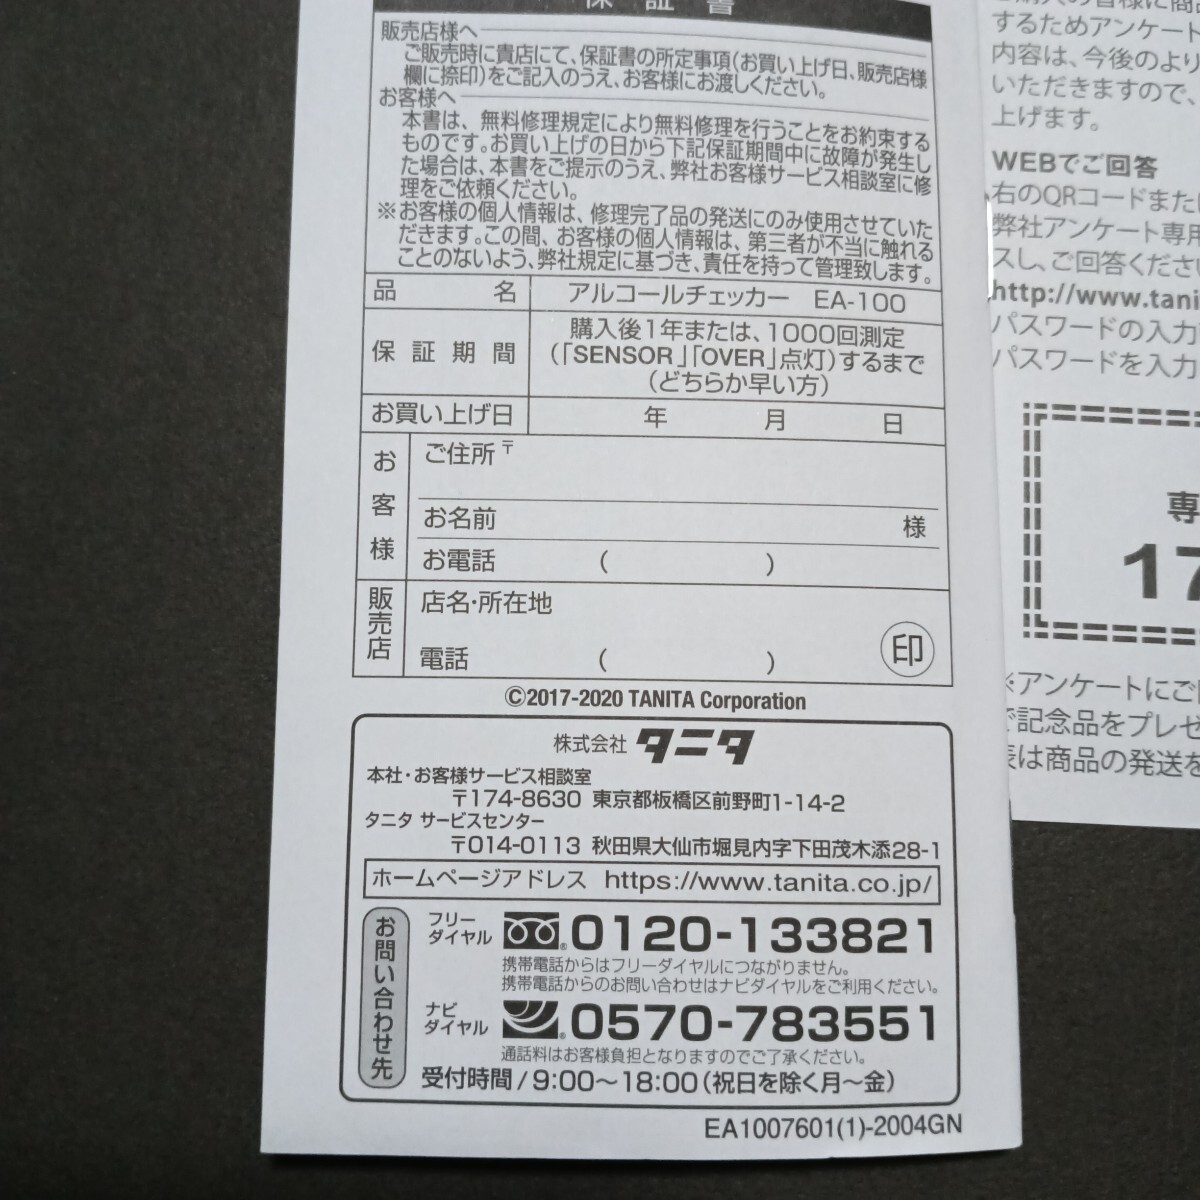 保証書
販売店様へ
ご販売時に貴店にて、保証書の所定事項(お買い上げ日、販売店様
欄に捺印)をご記入のうえ、お客様にお渡しください。
お客様へ
本書は、無料修理規定により無料修理を行うことをお約束する
ものです。お買い上げの日から下記保証期間中に故障が発生し
た場合は、本書をご提示のうえ、弊社お客様サービス相談室に修
理をご依頼ください。
※お客様の個人情報は、修理完了品の発送にのみ使用させていた
だきます。この間、お客様の個人情報は、第三者が不当に触れる
ことのないよう、弊社規定に基づき、責任を持って管理致します。
品名 アルコールチェッカー EA-100
保証期間 購入後1年または、1000回測定
(「SENSOR」「OVER」点灯)するまで
(どちらか早い方)
お買い上げ日 年 月 日
お客様 ご住所 〒
お名前 様
お電話 ( )
販売店 店名・所在地
電話 ( ) 印
©2017-2020 TANITA Corporation
株式会社 タニタ
本社・お客様サービス相談室
〒174-8630 東京都板橋区前野町1-14-2
タニタ サービスセンター
〒014-0113 秋田県大仙市堀見内字下田茂木添28-1
ホームページアドレス https://www.tanita.co.jp/
お問い合わせ先
フリーダイヤル 0120-133821
携帯電話からはフリーダイヤルにつながりません。
携帯電話からのお問い合わせはナビダイヤルをご利用ください。
ナビダイヤル 0570-783551
通話料はお客様負担となりますのでご了承ください。
受付時間/9:00〜18:00(祝日を除く月〜金)
EA1007601(1)-2004GN
するためアンケート
内容は、今後のより
いただきますので、
上げます。
WEBでご回答
右のQRコードまた
弊社アンケート専用
スし、ご回答ください
http://www.tani
パスワードの入力
パスワードを入力
専
17
※アンケートにご
で記念品をプレゼ
表は商品の発送を